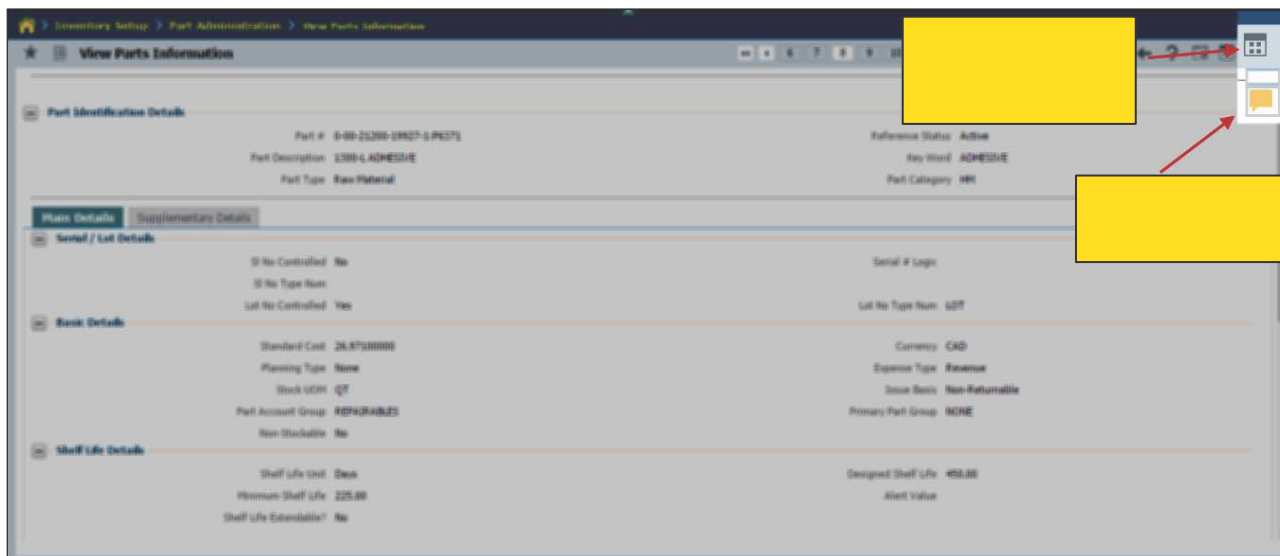 Inventory Setup > Part Administration > View Parts Information
View Parts Information
6 7 8 9 10
Part Identification Details
Part # 0-00-21200-19927-1:P6371
Reference Status Active
Part Description 1300-L ADHESIVE
Key Word ADHESIVE
Part Type Raw Material
Part Category
Main Details Supplementary Details
Serial / Lot Details
Sl No Controlled No
Serial # Logic
Sl No Type Num
Lot No Controlled Yes
Lot No Type Num LOT
Basic Details
Standard Cost 26.97100000
Currency CAD
Planning Type None
Expense Type Revenue
Stock UOM QT
Issue Basis Non-Returnable
Part Account Group REPAIRABLES
Primary Part Group NONE
Non-Stockable No
Shelf Life Details
Shelf Life Unit Days
Designed Shelf Life 450.00
Minimum Shelf Life 225.00
Alert Value
Shelf Life Extendable? No